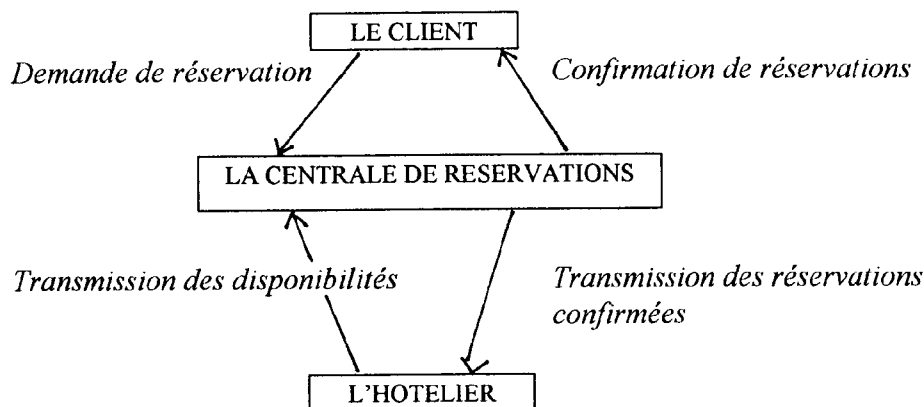 LE CLIENT
Demande de réservation
Confirmation de réservations
LA CENTRALE DE RESERVATIONS
Transmission des disponibilités
Transmission des réservations
confirmées
L'HOTELIER